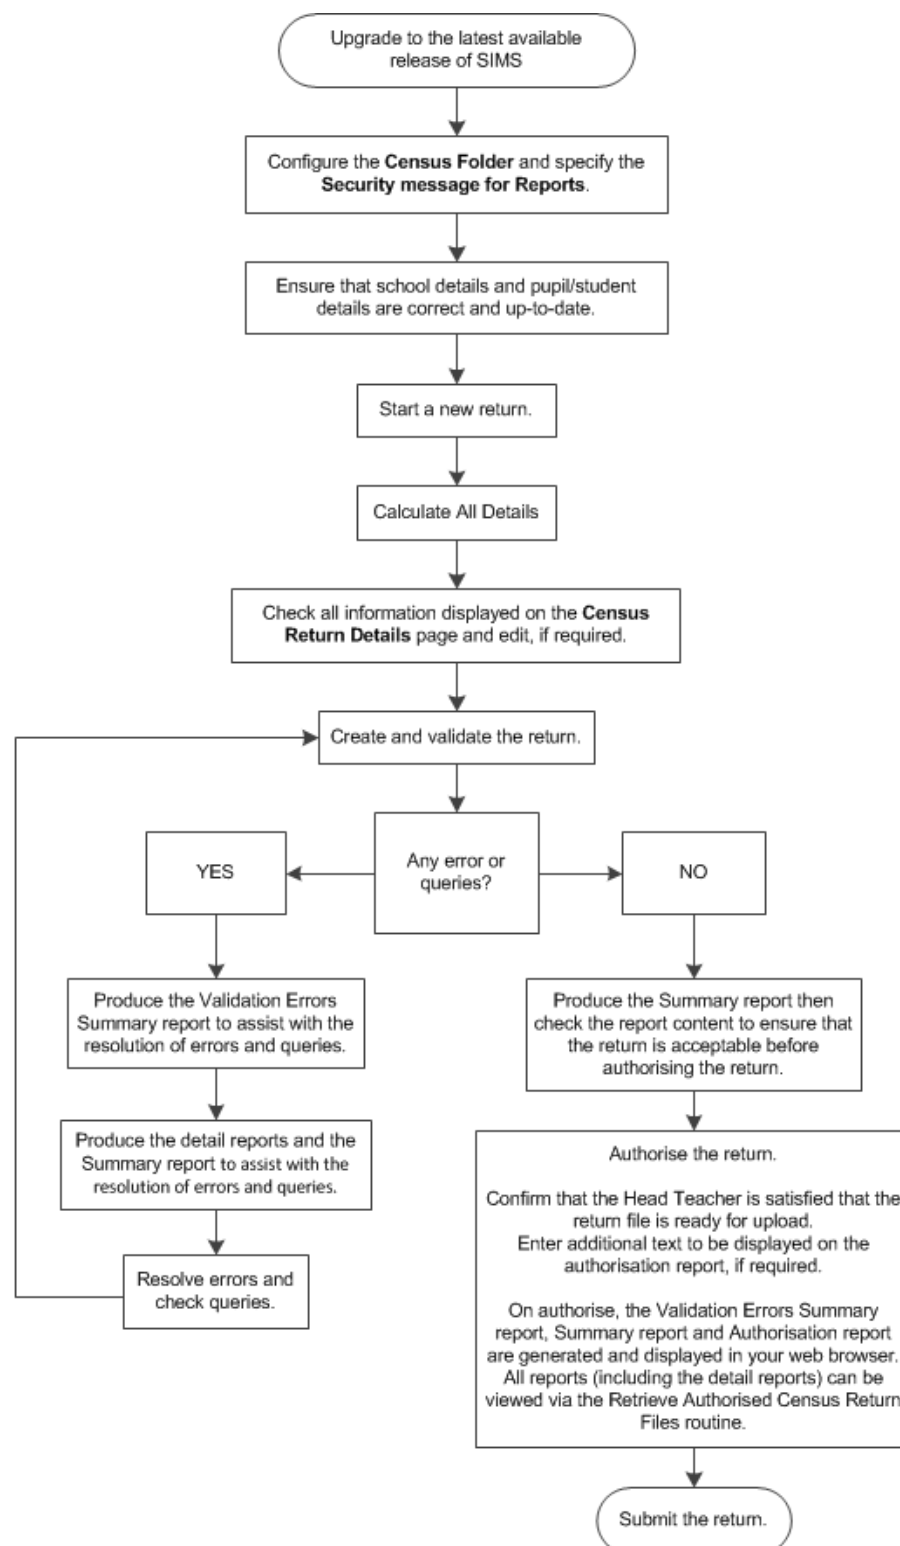 Upgrade to the latest available
release of SIMS
Configure the Census Folder and specify the
Security message for Reports.
Ensure that school details and pupil/student
details are correct and up-to-date.
Start a new return.
Calculate All Details
Check all information displayed on the Census
Return Details page and edit, if required.
Create and validate the return.
Any error or
queries?
YES
NO
Produce the Validation Errors
Summary report to assist with the
resolution of errors and queries.
Produce the detail reports and the
Summary report to assist with the
resolution of errors and queries.
Resolve errors and
check queries.
Produce the Summary report then
check the report content to ensure that
the return is acceptable before
authorising the return.
Authorise the return.
Confirm that the Head Teacher is satisfied that the
return file is ready for upload.
Enter additional text to be displayed on the
authorisation report, if required.
On authorise, the Validation Errors Summary
report, Summary report and Authorisation report
are generated and displayed in your web browser.
All reports (including the detail reports) can be
viewed via the Retrieve Authorised Census Return
Files routine.
Submit the return.